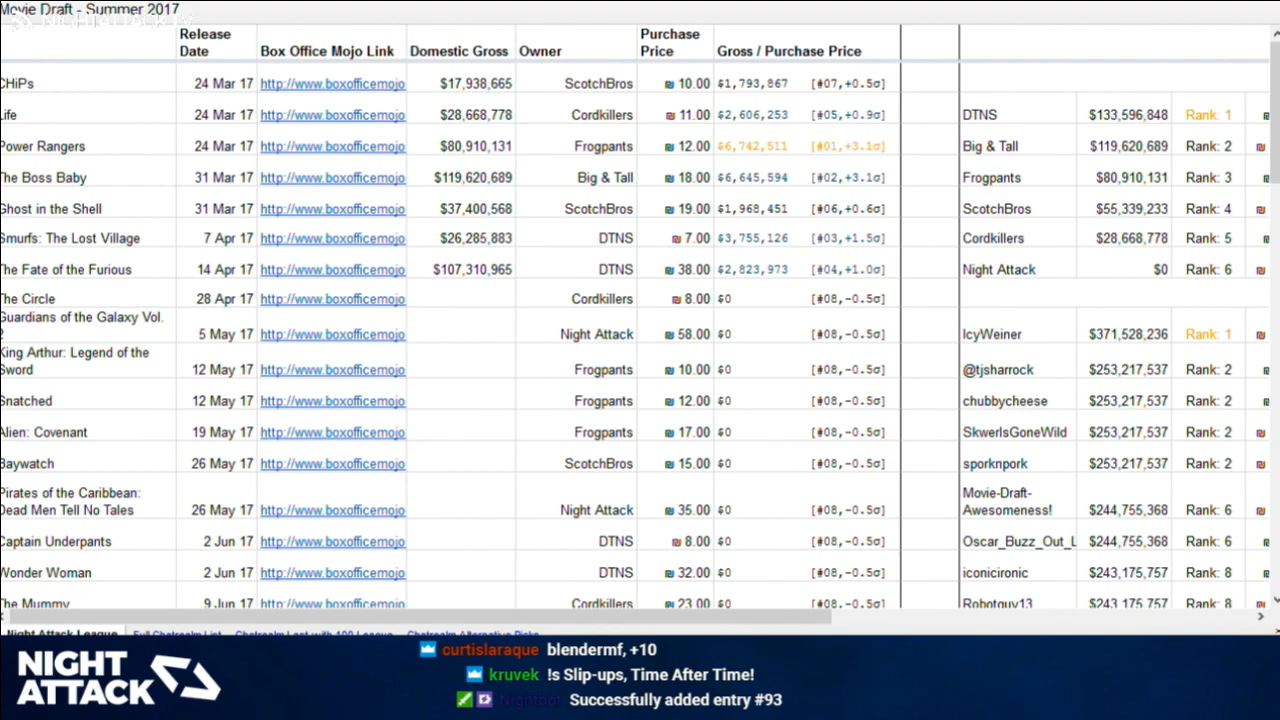 Movie Draft - Summer 2017
NIGHTATTACKTV
Release Date Box Office Mojo Link Domestic Gross Owner Purchase Price Gross / Purchase Price
CHiPs 24 Mar 17 http://www.boxofficemojo $17,938,665 ScotchBros ₪ 10.00 $1,793,867 [#07,+0.5σ]
Life 24 Mar 17 http://www.boxofficemojo $28,668,778 Cordkillers ₪ 11.00 $2,606,253 [#05,+0.9σ] DTNS $133,596,848 Rank: 1
Power Rangers 24 Mar 17 http://www.boxofficemojo $80,910,131 Frogpants ₪ 12.00 $6,742,511 [#01,+3.1σ] Big & Tall $119,620,689 Rank: 2 ₪
The Boss Baby 31 Mar 17 http://www.boxofficemojo $119,620,689 Big & Tall ₪ 18.00 $6,645,594 [#02,+3.1σ] Frogpants $80,910,131 Rank: 3
Ghost in the Shell 31 Mar 17 http://www.boxofficemojo $37,400,568 ScotchBros ₪ 19.00 $1,968,451 [#06,+0.6σ] ScotchBros $55,339,233 Rank: 4 ₪
Smurfs: The Lost Village 7 Apr 17 http://www.boxofficemojo $26,285,883 DTNS ₪ 7.00 $3,755,126 [#03,+1.5σ] Cordkillers $28,668,778 Rank: 5
The Fate of the Furious 14 Apr 17 http://www.boxofficemojo $107,310,965 DTNS ₪ 38.00 $2,823,973 [#04,+1.0σ] Night Attack $0 Rank: 6 ₪
The Circle 28 Apr 17 http://www.boxofficemojo Cordkillers ₪ 8.00 $0 [#08,-0.5σ]
Guardians of the Galaxy Vol.
2 5 May 17 http://www.boxofficemojo Night Attack ₪ 58.00 $0 [#08,-0.5σ] IcyWeiner $371,528,236 Rank: 1 ₪
King Arthur: Legend of the
Sword 12 May 17 http://www.boxofficemojo Frogpants ₪ 10.00 $0 [#08,-0.5σ] @tjsharrock $253,217,537 Rank: 2
Snatched 12 May 17 http://www.boxofficemojo Frogpants ₪ 12.00 $0 [#08,-0.5σ] chubbycheese $253,217,537 Rank: 2
Alien: Covenant 19 May 17 http://www.boxofficemojo Frogpants ₪ 17.00 $0 [#08,-0.5σ] SkwerlsGoneWild $253,217,537 Rank: 2 ₪
Baywatch 26 May 17 http://www.boxofficemojo ScotchBros ₪ 15.00 $0 [#08,-0.5σ] sporknpork $253,217,537 Rank: 2 ₪
Pirates of the Caribbean: Movie-Draft-
Dead Men Tell No Tales 26 May 17 http://www.boxofficemojo Night Attack ₪ 35.00 $0 [#08,-0.5σ] Awesomeness! $244,755,368 Rank: 6 ₪
Captain Underpants 2 Jun 17 http://www.boxofficemojo DTNS ₪ 8.00 $0 [#08,-0.5σ] Oscar_Buzz_Out_L $244,755,368 Rank: 6
Wonder Woman 2 Jun 17 http://www.boxofficemojo DTNS ₪ 32.00 $0 [#08,-0.5σ] iconicironic $243,175,757 Rank: 8
The Mummy 9 Jun 17 http://www.boxofficemojo Cordkillers ₪ 23.00 $0 [#08,-0.5σ] Robotguy13 $243,175,757 Rank: 8
Night Attack League Full Chatrealm List Chatrealm Last with 100 League Chatrealm Alternative Picks
NIGHT
ATTACK
curtislaraque blendermf, +10
kruvek !s Slip-ups, Time After Time!
Nightbot Successfully added entry #93